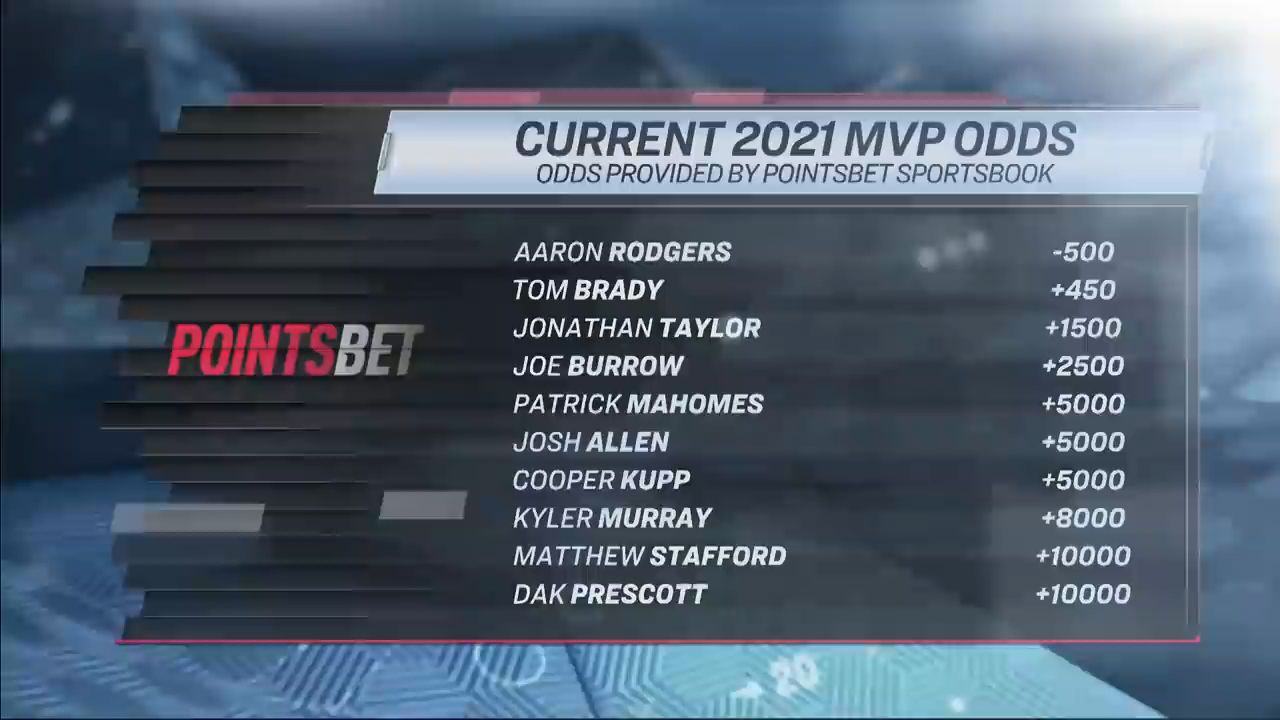 CURRENT 2021 MVP ODDS
ODDS PROVIDED BY POINTSBET SPORTSBOOK
POINTSBET
AARON RODGERS -500
TOM BRADY +450
JONATHAN TAYLOR +1500
JOE BURROW +2500
PATRICK MAHOMES +5000
JOSH ALLEN +5000
COOPER KUPP +5000
KYLER MURRAY +8000
MATTHEW STAFFORD +10000
DAK PRESCOTT +10000
20